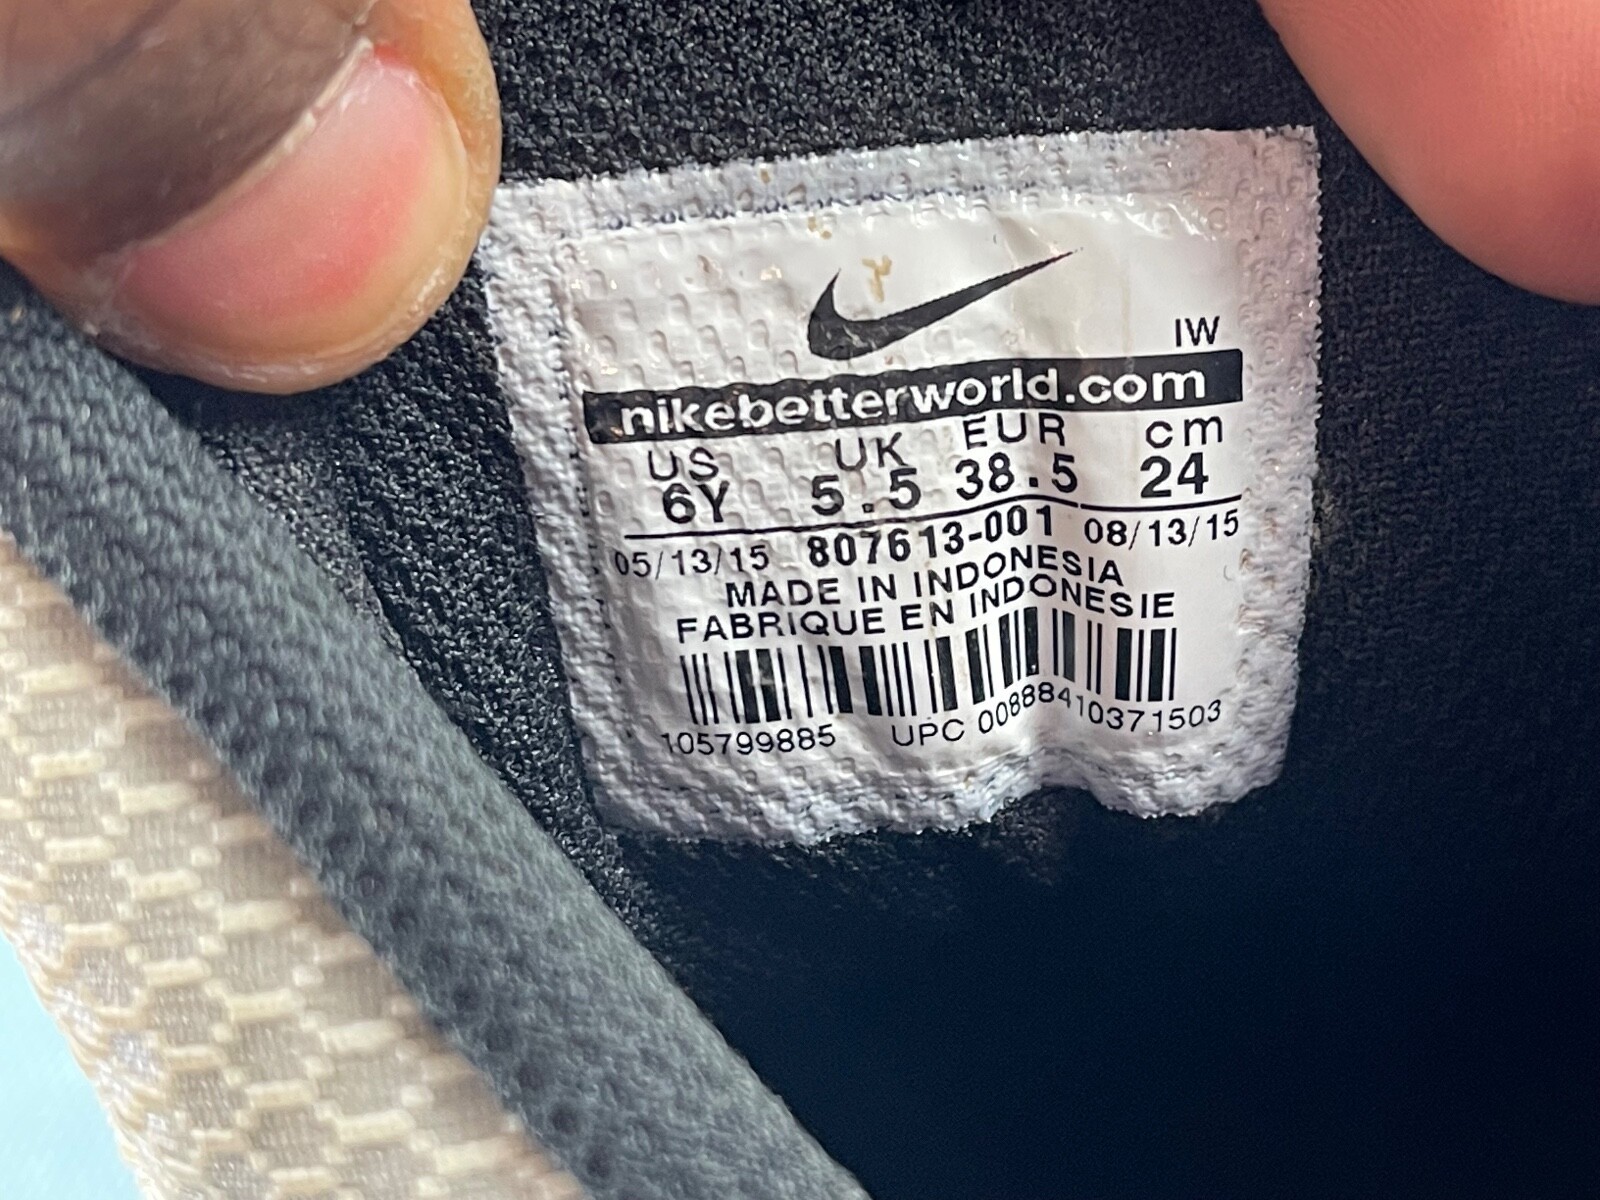 IW
nikebetterworld.com
US UK EUR cm
6Y 5.5 38.5 24
05/13/15 807613-001 08/13/15
MADE IN INDONESIA
FABRIQUE EN INDONESIE
105799885 UPC 00888410371503